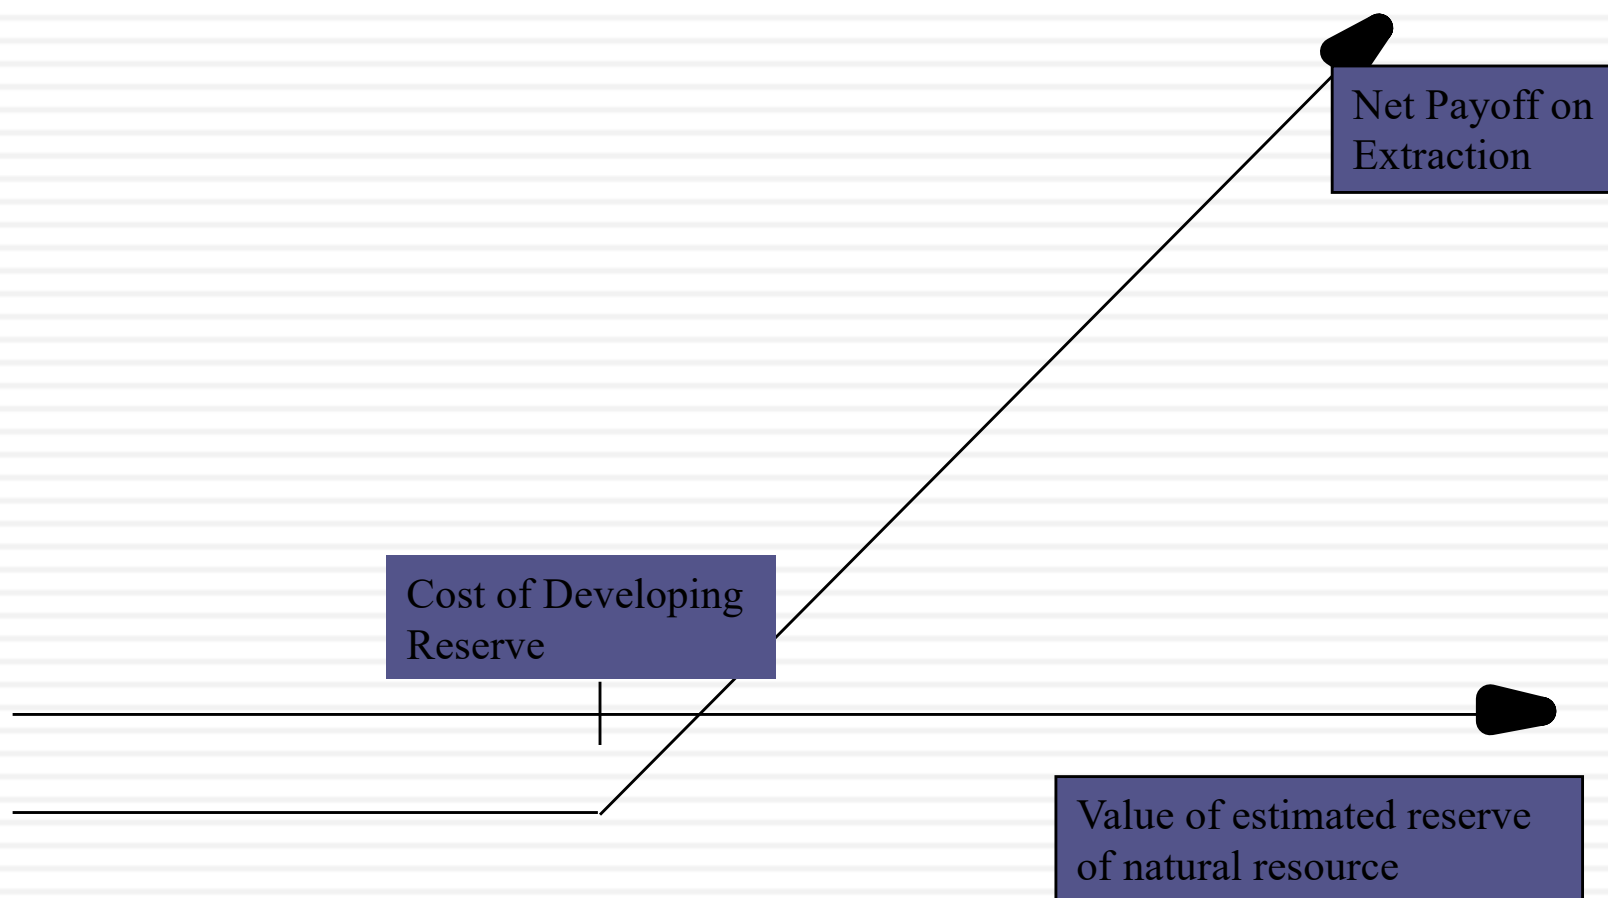 Net Payoff on
Extraction
Cost of Developing
Reserve
Value of estimated reserve
of natural resource